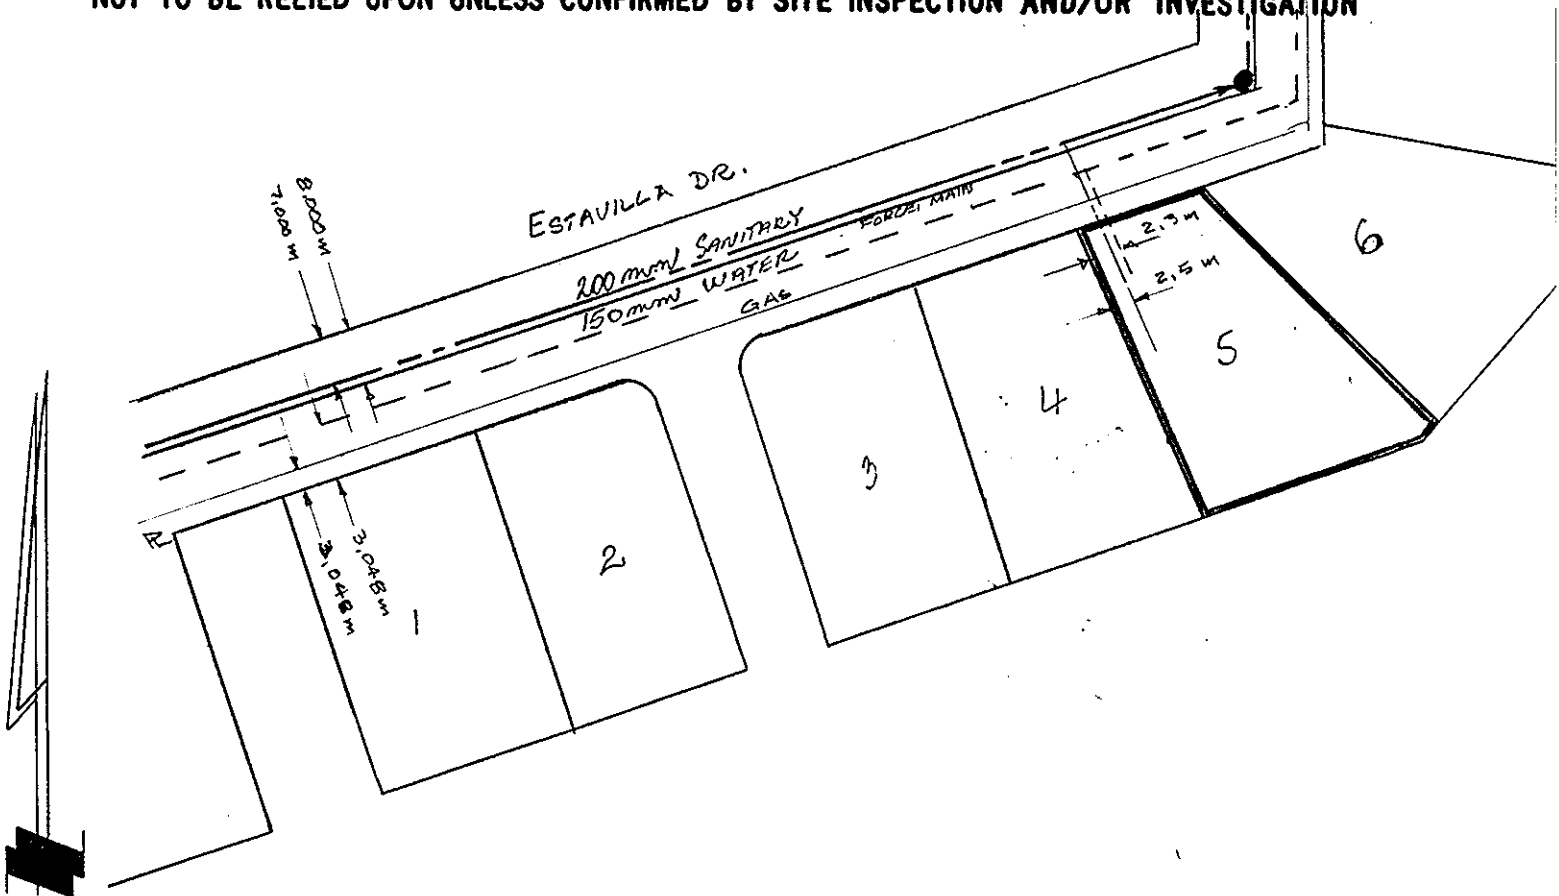 NOT TO BE RELIED UPON UNLESS CONFIRMED BY SITE INSPECTION AND/OR INVESTIGATION
8,000 m
7,000 m
ESTAVILLA DR.
200 mm SANITARY
FORCE MAIN
150 mm WATER
GAS
2.3 m
2.5 m
6
5
4
3
2
1
3,048 m
3,048 m